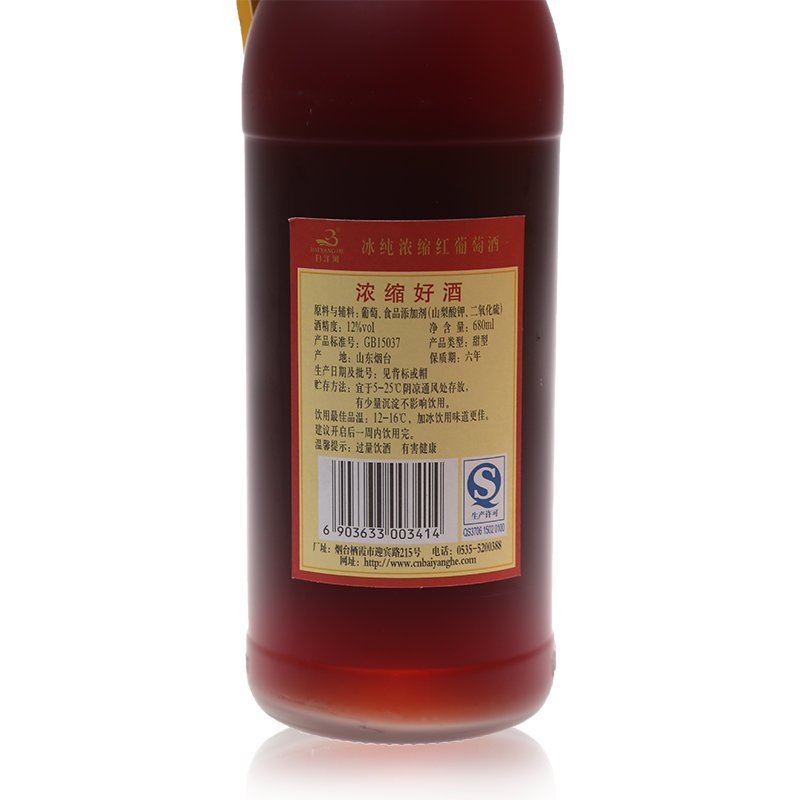 冰纯浓缩红葡萄酒
BAIYANGHE
白洋河
浓缩好酒
原料与辅料:葡萄、食品添加剂(山梨酸钾、二氧化硫)
酒精度: 12%vol 净 含 量: 680ml
产品标准号: GB15037 产品类型: 甜型
产 地: 山东烟台 保质期: 六年
生产日期及批号: 见背标或帽
贮存方法: 宜于5-25℃阴凉通风处存放,
有少量沉淀不影响饮用。
饮用最佳品温: 12-16℃, 加冰饮用味道更佳。
建议开启后一周内饮用完。
温馨提示: 过量饮酒 有害健康
6 903633 003414
生产许可
QS3706 1502 0100
厂址: 烟台栖霞市迎宾路215号 电话: 0535-5200388
网址: http://www.cnbaiyanghe.com